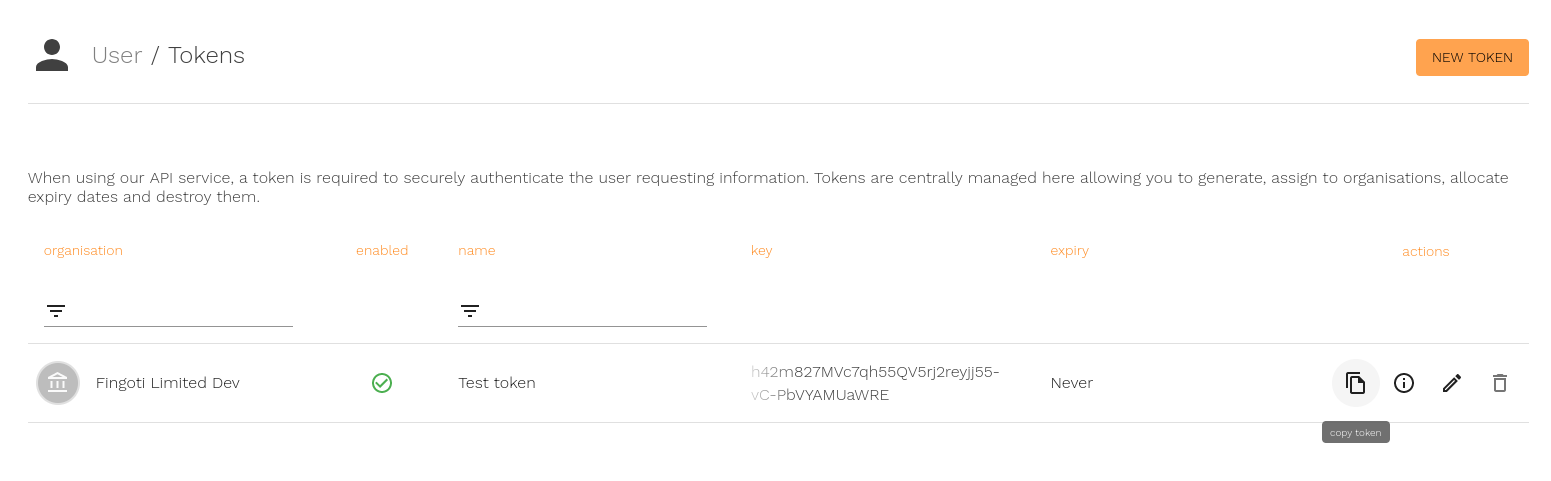 User / Tokens
NEW TOKEN
When using our API service, a token is required to securely authenticate the user requesting information. Tokens are centrally managed here allowing you to generate, assign to organisations, allocate
expiry dates and destroy them.
organisation enabled name key expiry actions
Fingoti Limited Dev Test token h42m827MVc7qh55QV5rj2reyjj55- Never
vC-PbVYAMUaWRE
copy token